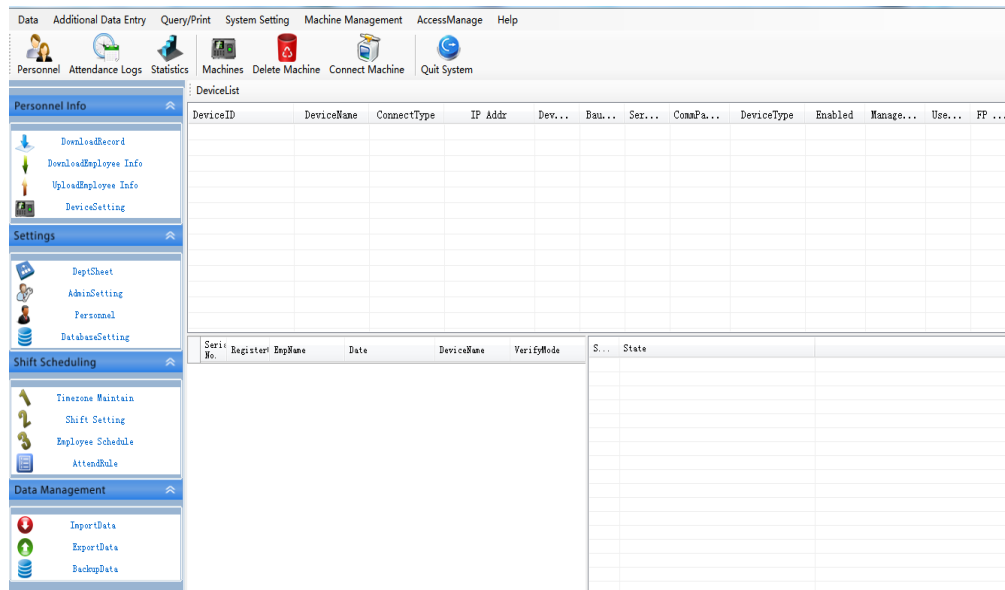 Data Additional Data Entry Query/Print System Setting Machine Management AccessManage Help
Personnel Attendance Logs Statistics Machines Delete Machine Connect Machine Quit System
DeviceList
DeviceID DeviceName ConnectType IP Addr Dev... Bau... Ser... CommPa... DeviceType Enabled Manage... Use... FP ...
Personnel Info
DownloadRecord
DownloadEmployee Info
UploadEmployee Info
DeviceSetting
Settings
DeptSheet
AdminSetting
Personnel
DatabaseSetting
Shift Scheduling
Timezone Maintain
Shift Setting
Employee Schedule
AttendRule
Data Management
ImportData
ExportData
BackupData
Seria
No. Register EmpName Date DeviceName VerifyMode
S... State